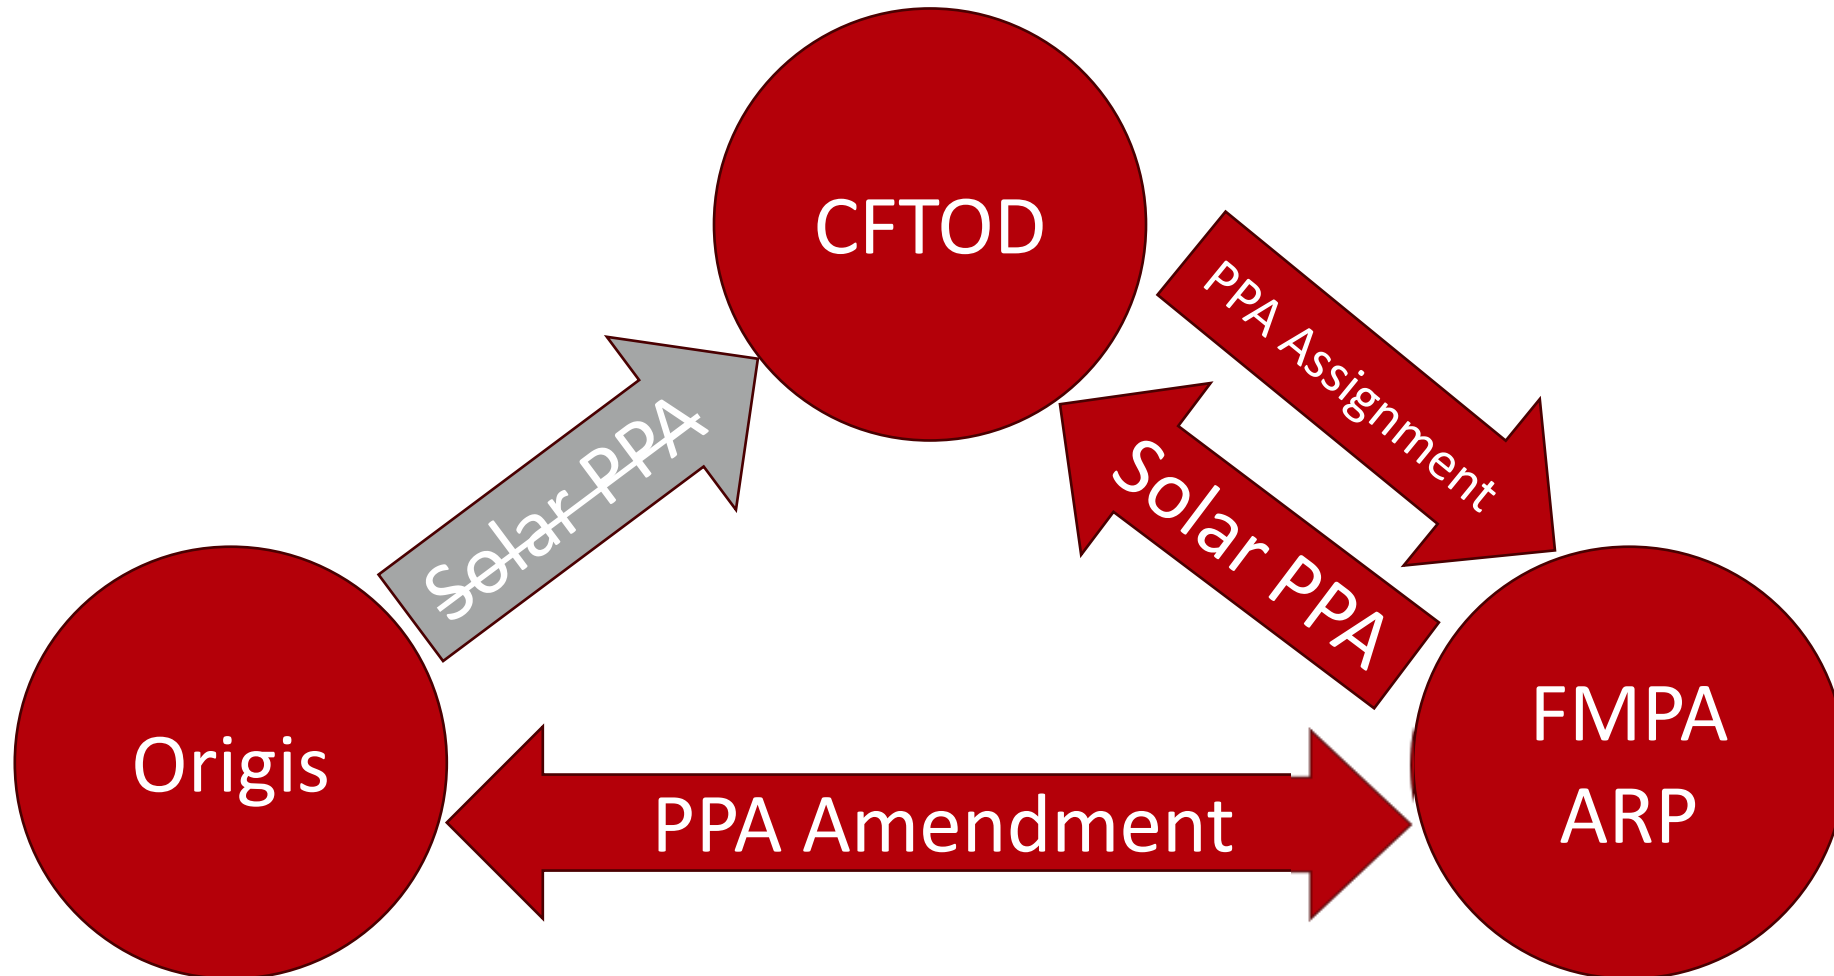 CFTOD
PPA Assignment
Solar PPA
Solar PPA
Origis
FMPA
ARP
PPA Amendment